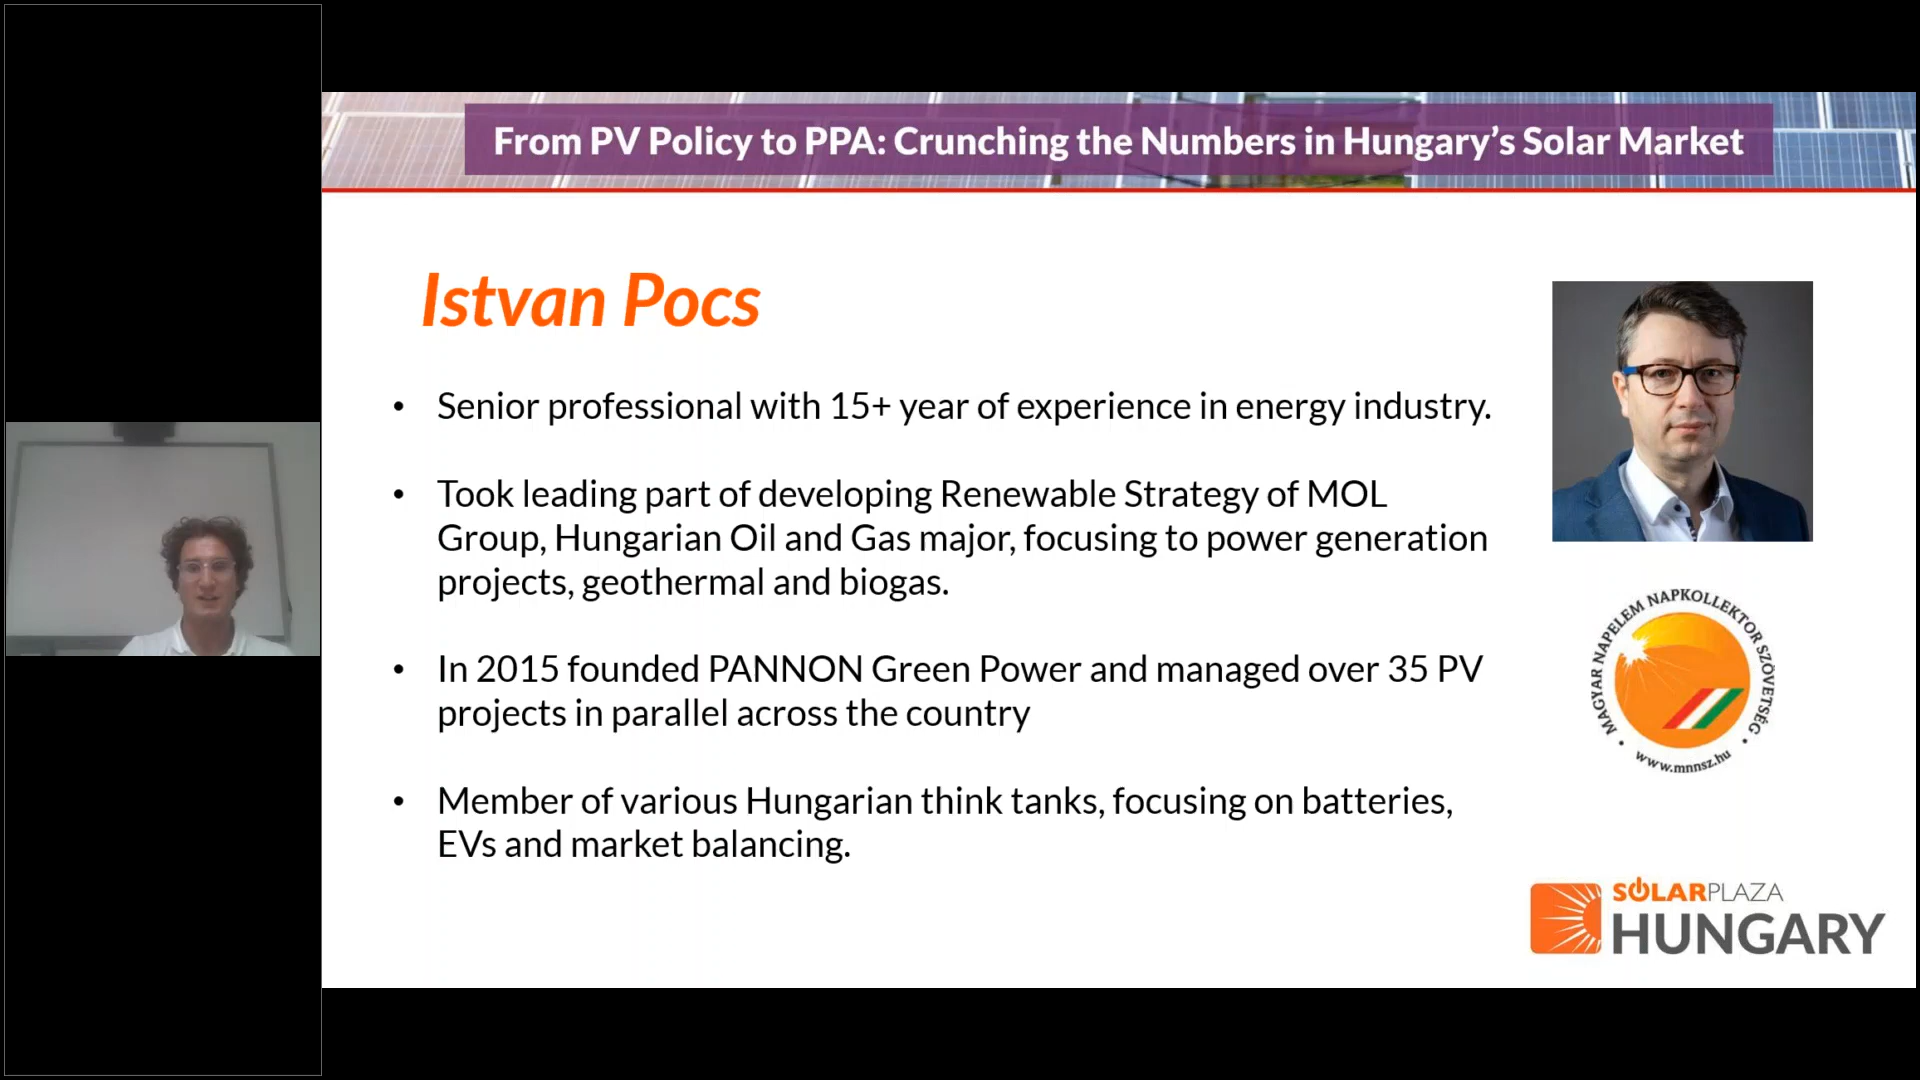 From PV Policy to PPA: Crunching the Numbers in Hungary’s Solar Market
Istvan Pocs
• Senior professional with 15+ year of experience in energy industry.
• Took leading part of developing Renewable Strategy of MOL
Group, Hungarian Oil and Gas major, focusing to power generation
projects, geothermal and biogas.
• In 2015 founded PANNON Green Power and managed over 35 PV
projects in parallel across the country
• Member of various Hungarian think tanks, focusing on batteries,
EVs and market balancing.
• MAGYAR NAPELEM NAPKOLLEKTOR SZÖVETSÉG •
www.mnnsz.hu
SOLARPLAZA
HUNGARY